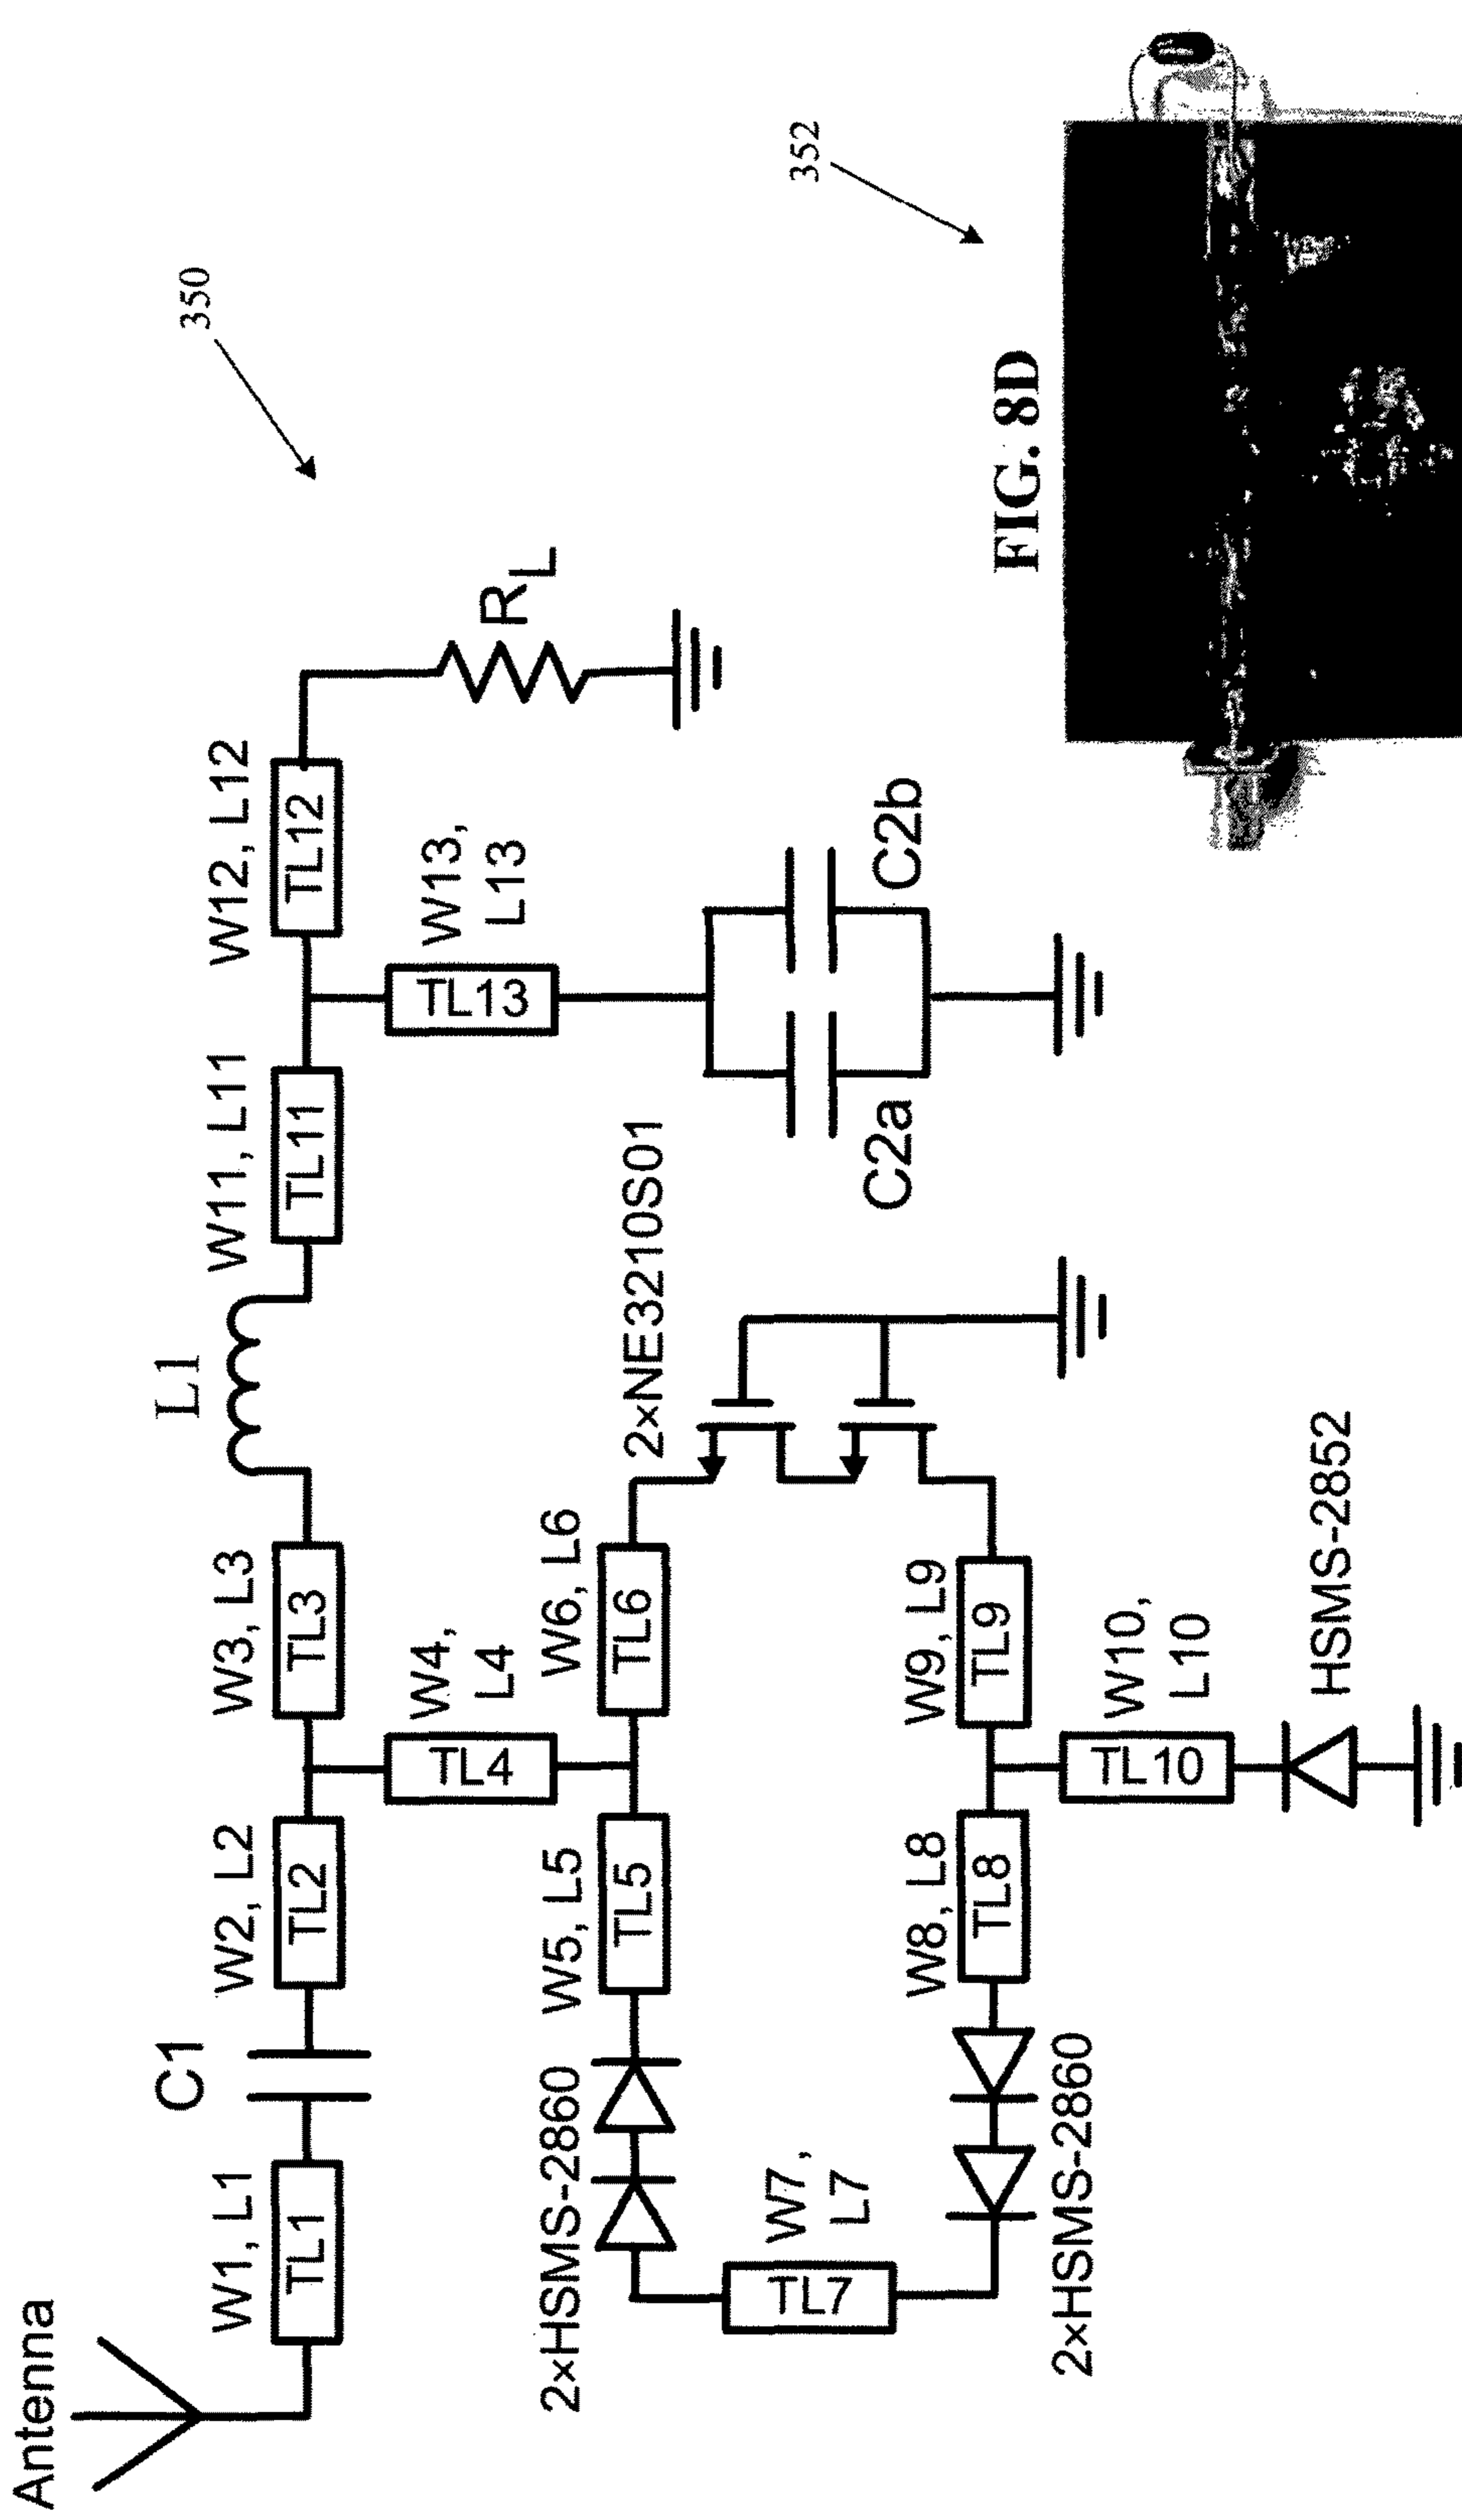 Antenna
350
C1
L1
W1, L1
W2, L2
W3, L3
W11, L11
W12, L12
TL1
TL2
TL3
TL11
TL12
W4,
L4
W13,
L13
TL4
TL13
RL
2×HSMS-2860
W5, L5
W6, L6
2×NE3210S01
TL5
TL6
W7,
L7
TL7
C2a
C2b
W8, L8
W9, L9
TL8
TL9
2×HSMS-2860
W10,
L10
TL10
HSMS-2852
352
FIG. 8D